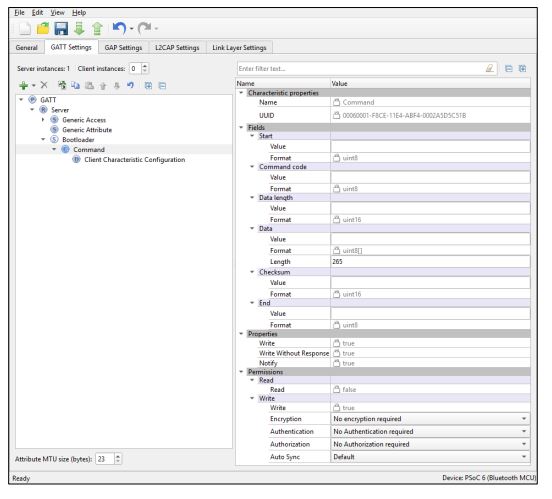 File Edit View Help
General GATT Settings GAP Settings L2CAP Settings Link Layer Settings
Server instances: 1 Client instances: 0
Enter filter text...
GATT
Server
Generic Access
Generic Attribute
Bootloader
Command
Client Characteristic Configuration
Attribute MTU size (bytes): 23
Name Value
Characteristic properties
Name Command
UUID 00060001-F8CE-11E4-ABF4-0002A5D5C51B
Fields
Start
Value
Format uint8
Command code
Value
Format uint8
Data length
Value
Format uint16
Data
Value
Format uint8[]
Length 265
Checksum
Value
Format uint16
End
Value
Format uint8
Properties
Write true
Write Without Response true
Notify true
Permissions
Read
Read false
Write
Write true
Encryption No encryption required
Authentication No Authentication required
Authorization No Authorization required
Auto Sync Default
Ready Device: PSoC 6 (Bluetooth MCU)